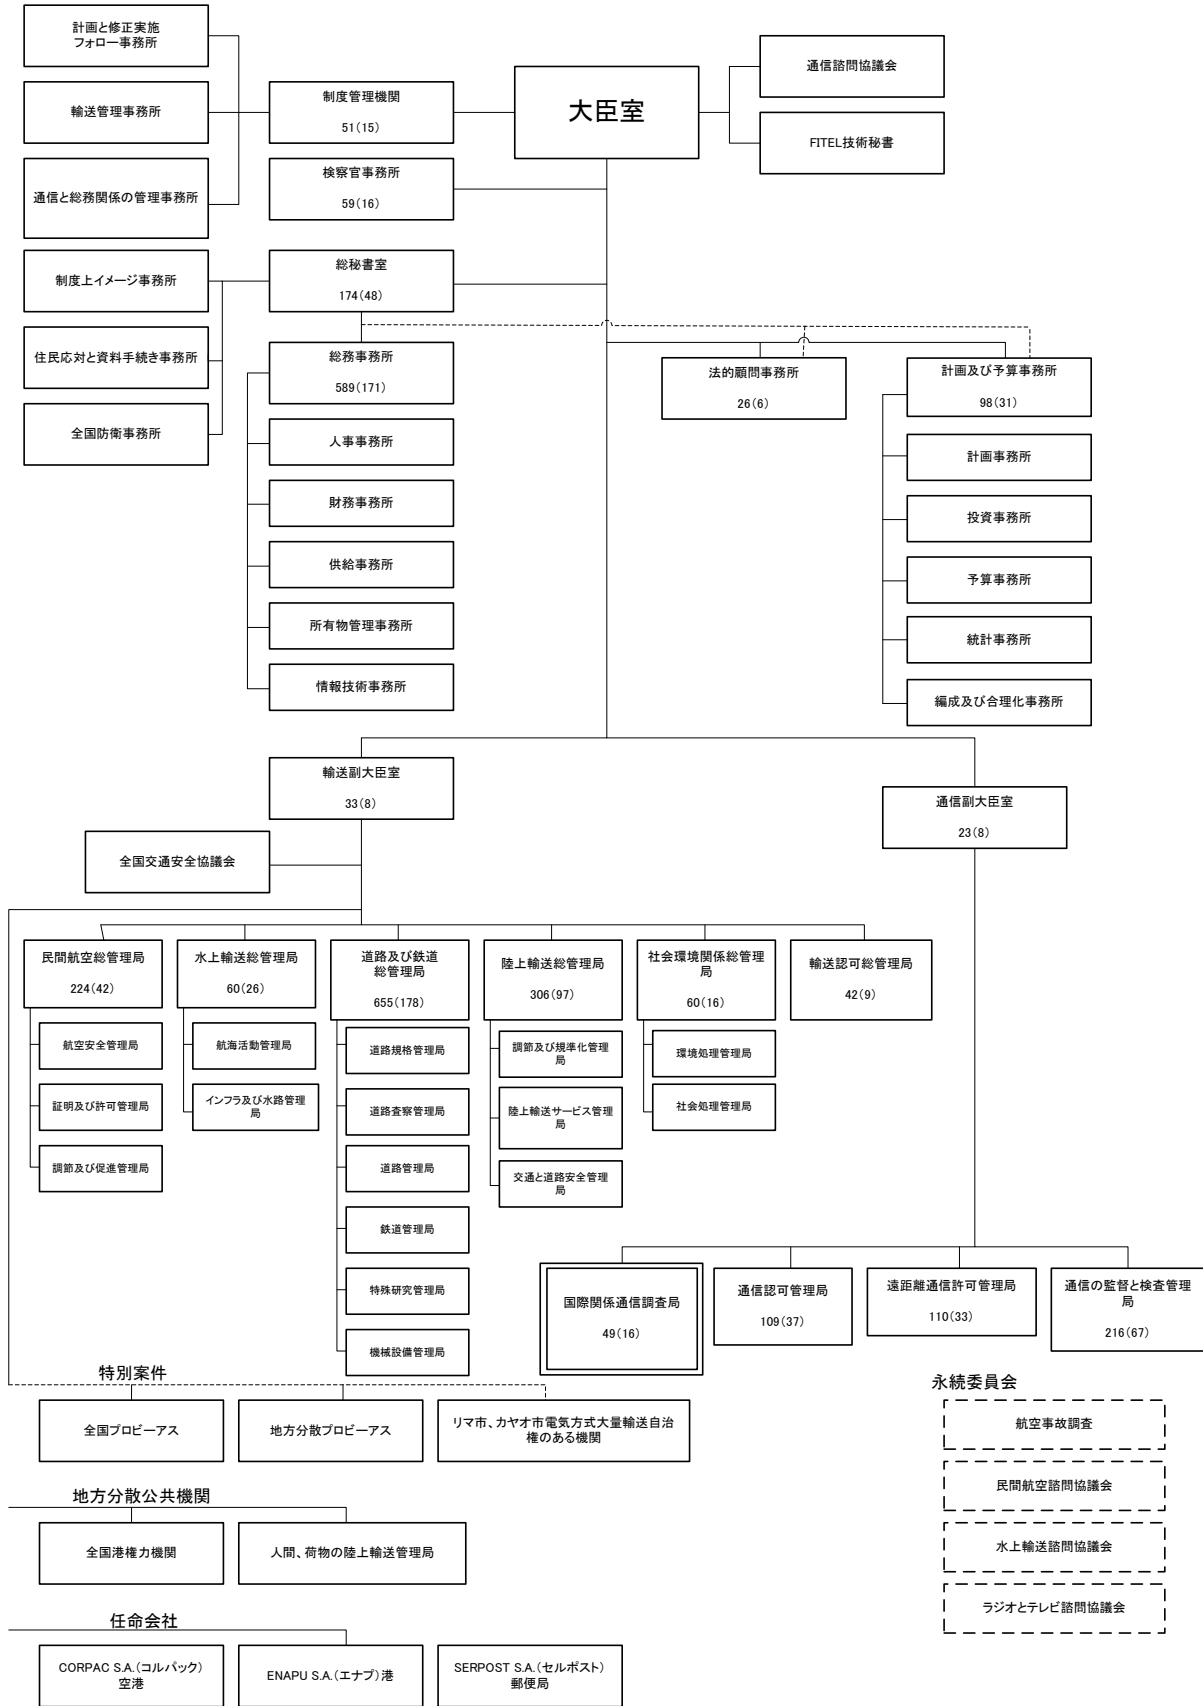 計画と修正実施
フォロー事務所
輸送管理事務所
通信と総務関係の管理事務所
制度管理機関
51(15)
検察官事務所
59(16)
大臣室
通信諮問協議会
FITEL技術秘書
制度上イメージ事務所
住民応対と資料手続き事務所
全国防衛事務所
総秘書室
174(48)
総務事務所
589(171)
人事事務所
財務事務所
供給事務所
所有物管理事務所
情報技術事務所
法的顧問事務所
26(6)
計画及び予算事務所
98(31)
計画事務所
投資事務所
予算事務所
統計事務所
編成及び合理化事務所
輸送副大臣室
33(8)
通信副大臣室
23(8)
全国交通安全協議会
民間航空総管理局
224(42)
航空安全管理局
証明及び許可管理局
調節及び促進管理局
水上輸送総管理局
60(26)
航海活動管理局
インフラ及び水路管理
局
道路及び鉄道
総管理局
655(178)
道路規格管理局
道路査察管理局
道路管理局
鉄道管理局
特殊研究管理局
機械設備管理局
陸上輸送総管理局
306(97)
調節及び規準化管理
局
陸上輸送サービス管理
局
交通と道路安全管理
局
社会環境関係総管理
局
60(16)
環境処理管理局
社会処理管理局
輸送認可総管理局
42(9)
国際関係通信調査局
49(16)
通信認可管理局
109(37)
遠距離通信許可管理局
110(33)
通信の監督と検査管理
局
216(67)
特別案件
全国プロビーアス
地方分散プロビーアス
リマ市、カヤオ市電気方式大量輸送自治
権のある機関
地方分散公共機関
全国港権力機関
人間、荷物の陸上輸送管理局
任命会社
CORPAC S.A.(コルパック)
空港
ENAPU S.A.(エナプ)港
SERPOST S.A.(セルポスト)
郵便局
永続委員会
航空事故調査
民間航空諮問協議会
水上輸送諮問協議会
ラジオとテレビ諮問協議会